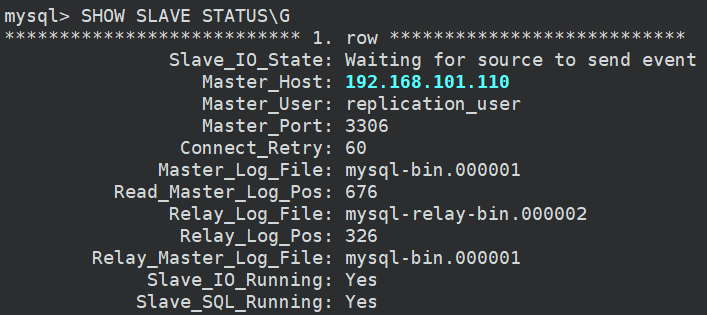 mysql> SHOW SLAVE STATUS\G
*************************** 1. row ***************************
Slave_IO_State: Waiting for source to send event
Master_Host: 192.168.101.110
Master_User: replication_user
Master_Port: 3306
Connect_Retry: 60
Master_Log_File: mysql-bin.000001
Read_Master_Log_Pos: 676
Relay_Log_File: mysql-relay-bin.000002
Relay_Log_Pos: 326
Relay_Master_Log_File: mysql-bin.000001
Slave_IO_Running: Yes
Slave_SQL_Running: Yes